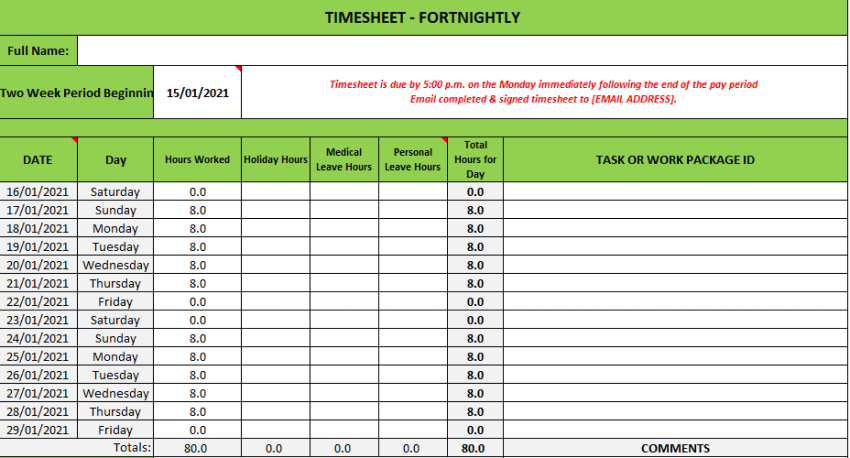 TIMESHEET - FORTNIGHTLY
Full Name:
Two Week Period Beginnin 15/01/2021
Timesheet is due by 5:00 p.m. on the Monday immediately following the end of the pay period
Email completed & signed timesheet to [EMAIL ADDRESS].
DATE Day Hours Worked Holiday Hours Medical Leave Hours Personal Leave Hours Total Hours for Day TASK OR WORK PACKAGE ID
16/01/2021 Saturday 0.0 0.0
17/01/2021 Sunday 8.0 8.0
18/01/2021 Monday 8.0 8.0
19/01/2021 Tuesday 8.0 8.0
20/01/2021 Wednesday 8.0 8.0
21/01/2021 Thursday 8.0 8.0
22/01/2021 Friday 0.0 0.0
23/01/2021 Saturday 0.0 0.0
24/01/2021 Sunday 8.0 8.0
25/01/2021 Monday 8.0 8.0
26/01/2021 Tuesday 8.0 8.0
27/01/2021 Wednesday 8.0 8.0
28/01/2021 Thursday 8.0 8.0
29/01/2021 Friday 0.0 0.0
Totals: 80.0 0.0 0.0 0.0 80.0 COMMENTS